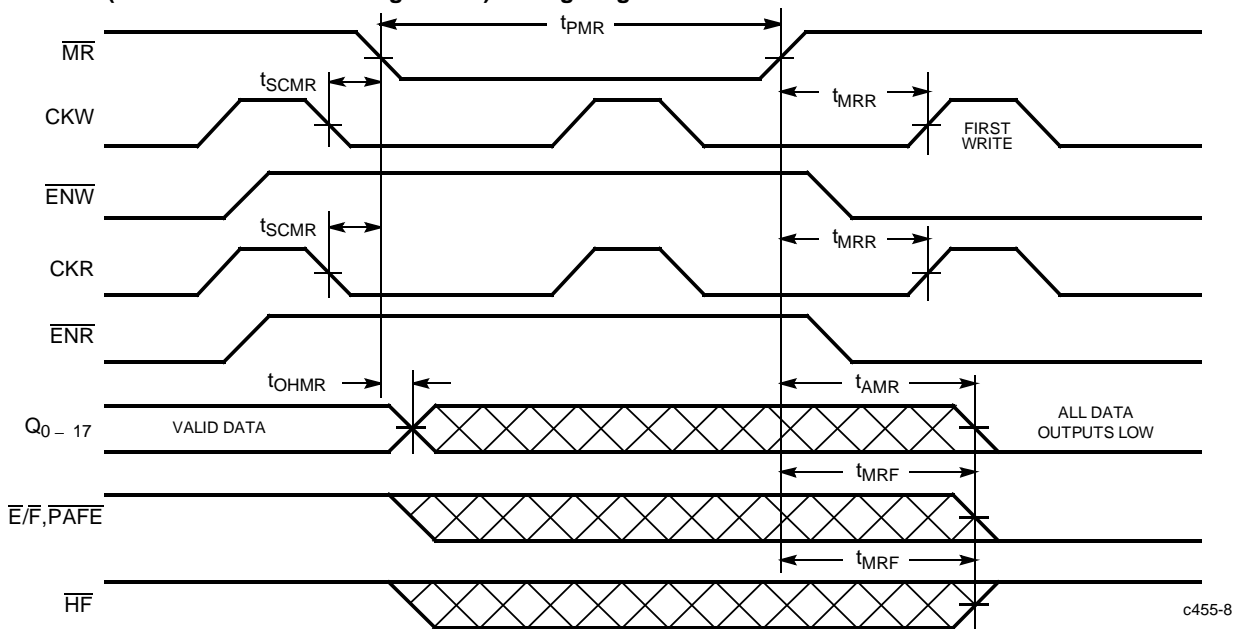 tPMR
MR
tSCMR
tMRR
CKW
FIRST
WRITE
ENW
tSCMR
tMRR
CKR
ENR
tOHMR
tAMR
Q0 – 17
VALID DATA
ALL DATA
OUTPUTS LOW
tMRF
E/F,PAFE
tMRF
HF
c455-8